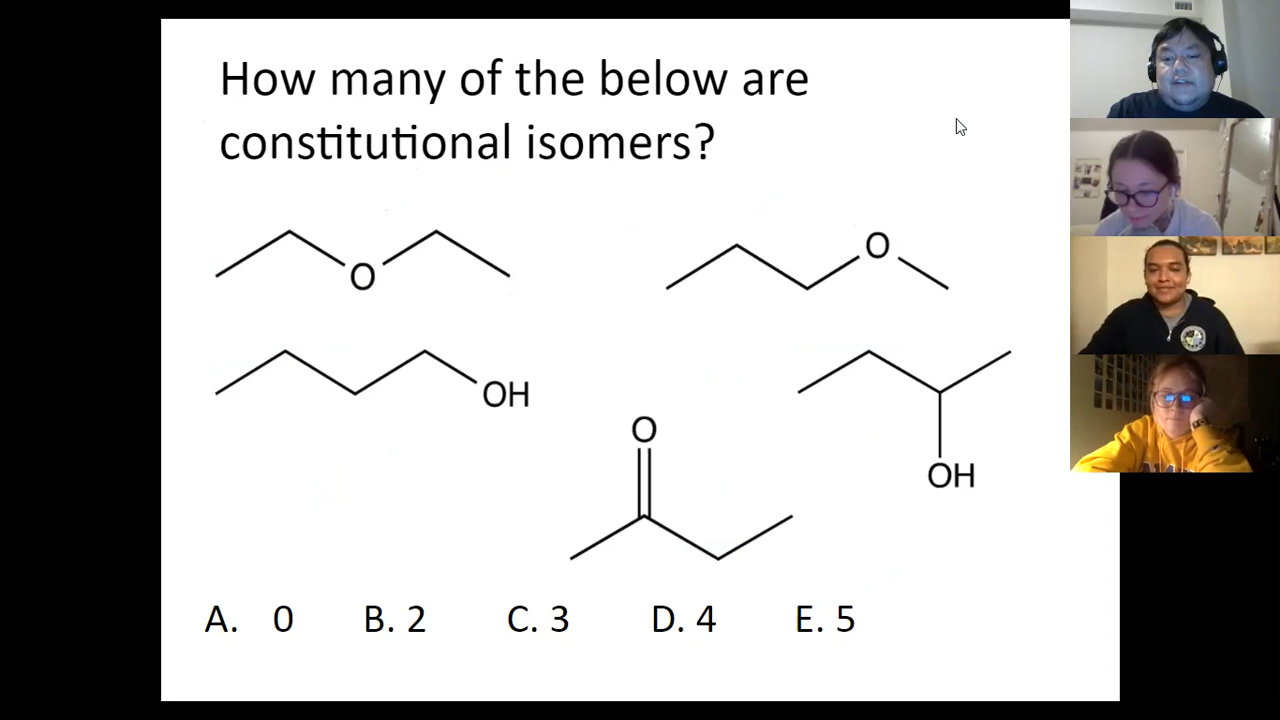 How many of the below are
constitutional isomers?
O
O
OH
O
OH
A. 0 B. 2 C. 3 D. 4 E. 5